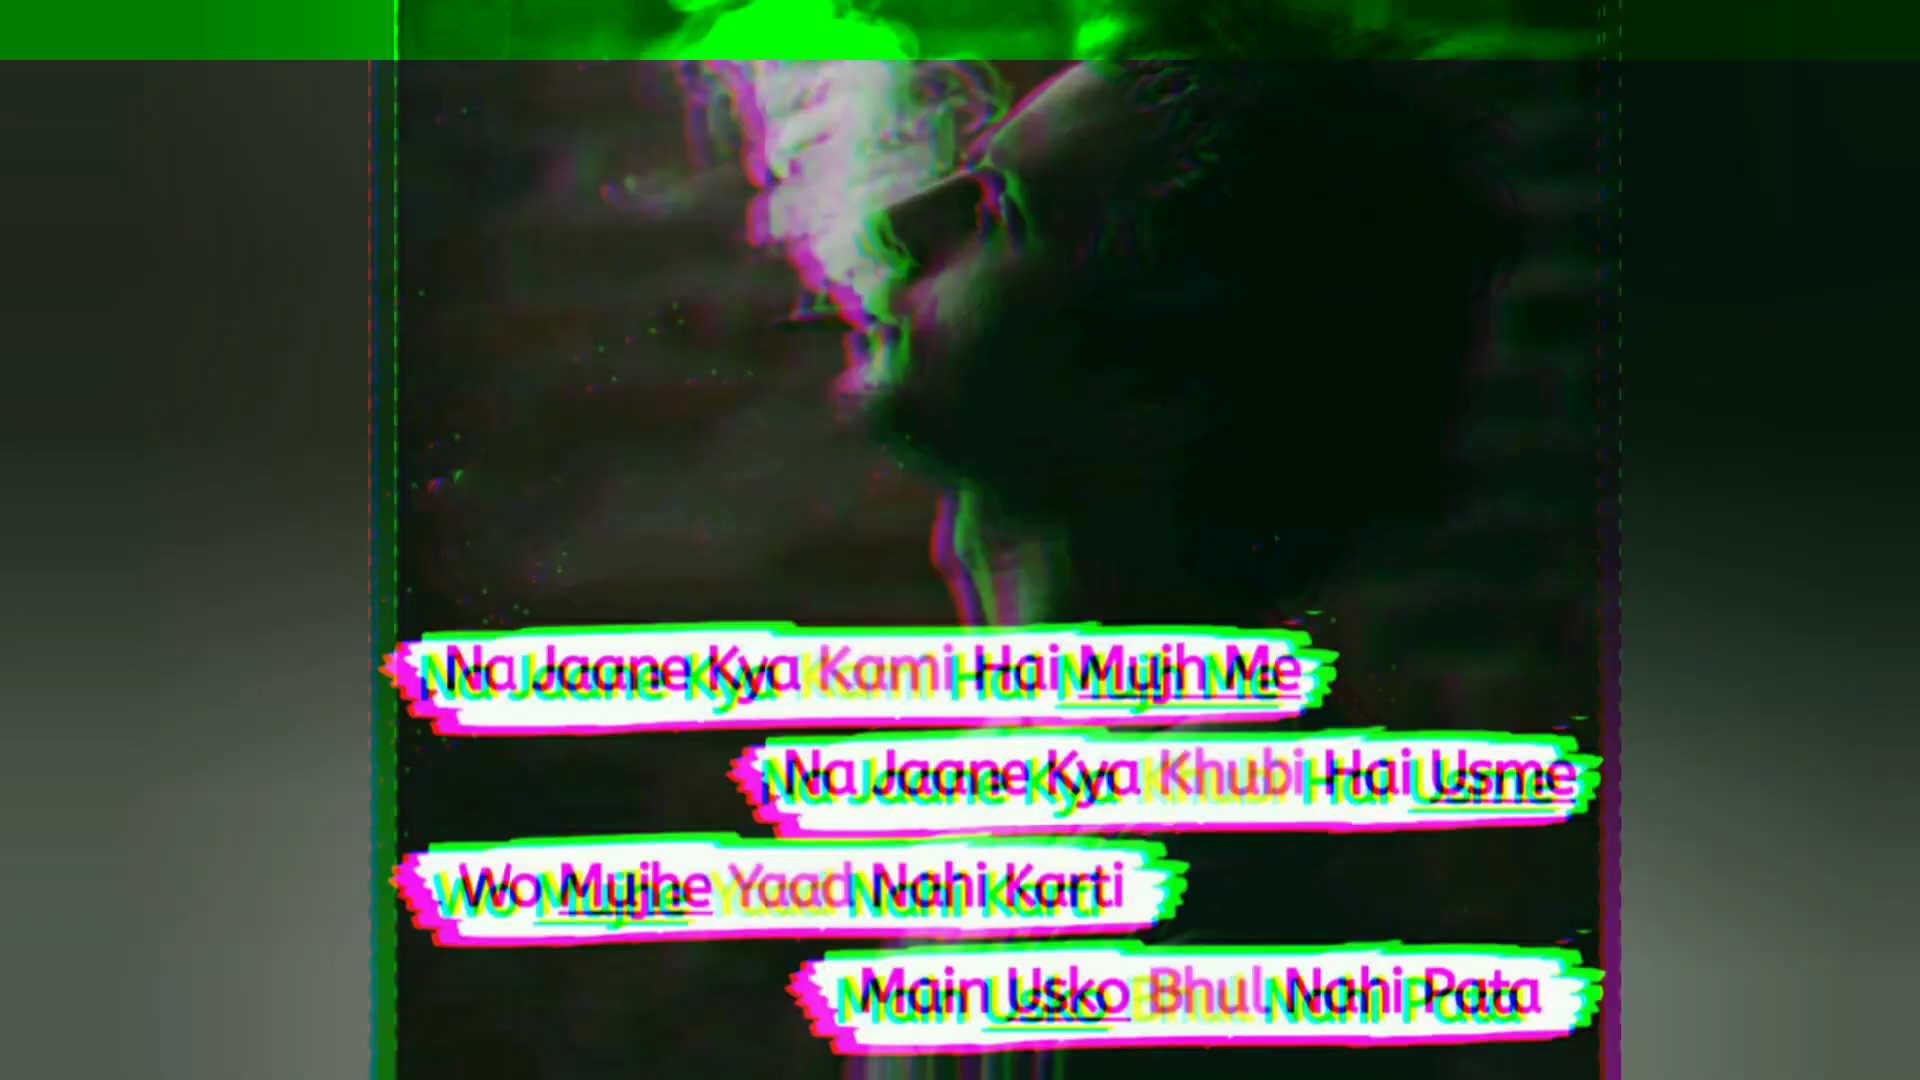 Na Jaane Kya Kami Hai Mujh Me
Na Jaane Kya Khubi Hai Usme
Wo Mujhe Yaad Nahi Karti
Main Usko Bhul Nahi Pata